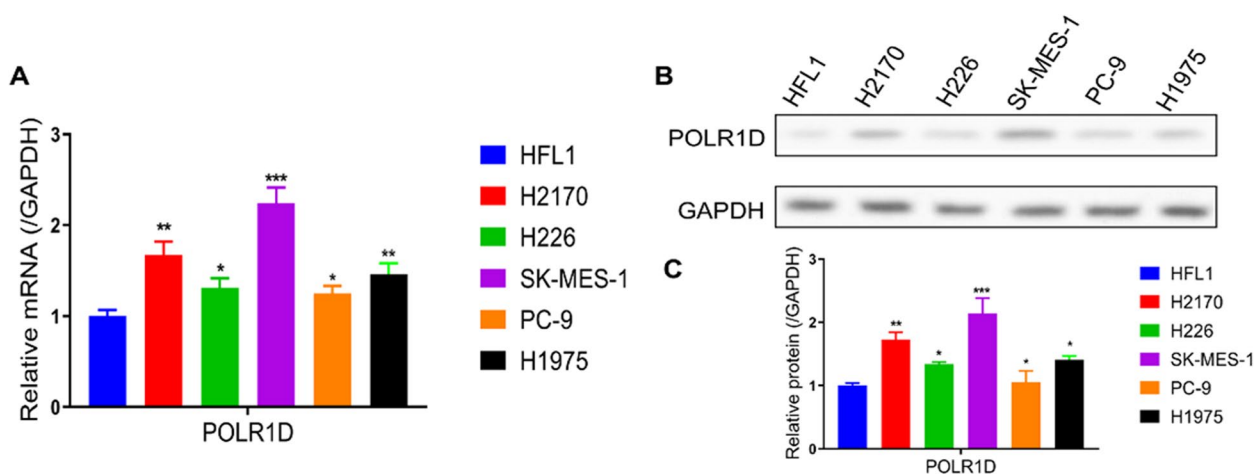 A
Relative mRNA (/GAPDH)
3
2
1
0
**
*
***
*
**
POLR1D
HFL1
H2170
H226
SK-MES-1
PC-9
H1975
B
HFL1
H2170
H226
SK-MES-1
PC-9
H1975
POLR1D
GAPDH
C
Relative protein (/GAPDH)
3
2
1
0
**
*
***
*
*
POLR1D
HFL1
H2170
H226
SK-MES-1
PC-9
H1975